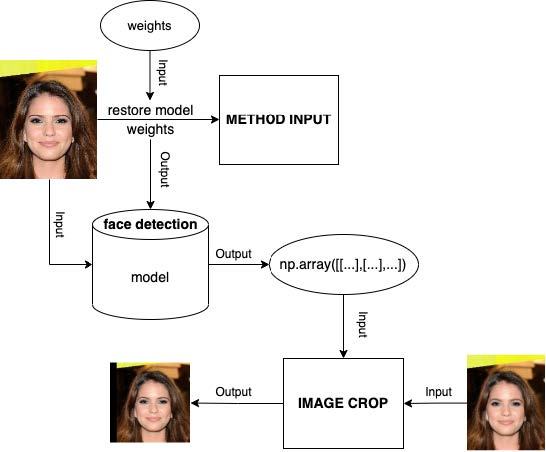 weights
Input
restore model
weights
METHOD INPUT
Output
Input
face detection
model
Output
np.array([[...],[...],...])
Input
Output
IMAGE CROP
Input